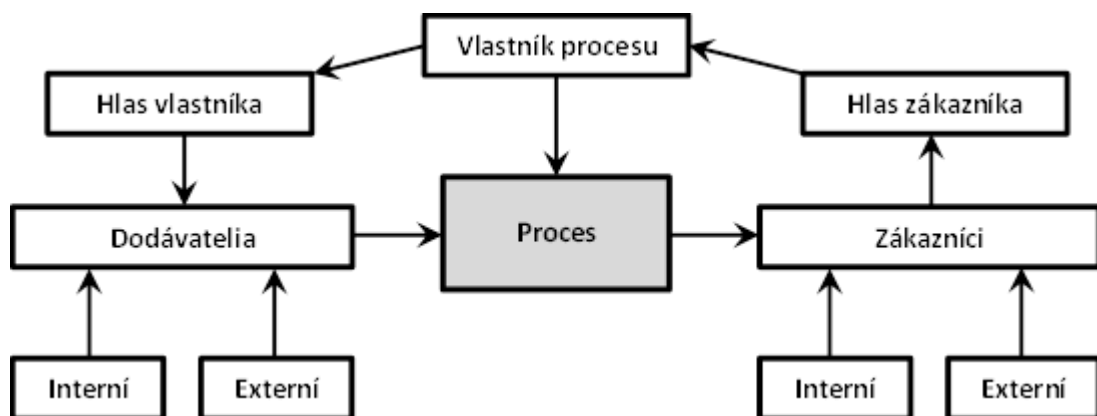 Vlastník procesu
Hlas vlastníka
Hlas zákazníka
Dodávatelia
Proces
Zákazníci
Interní
Externí
Interní
Externí